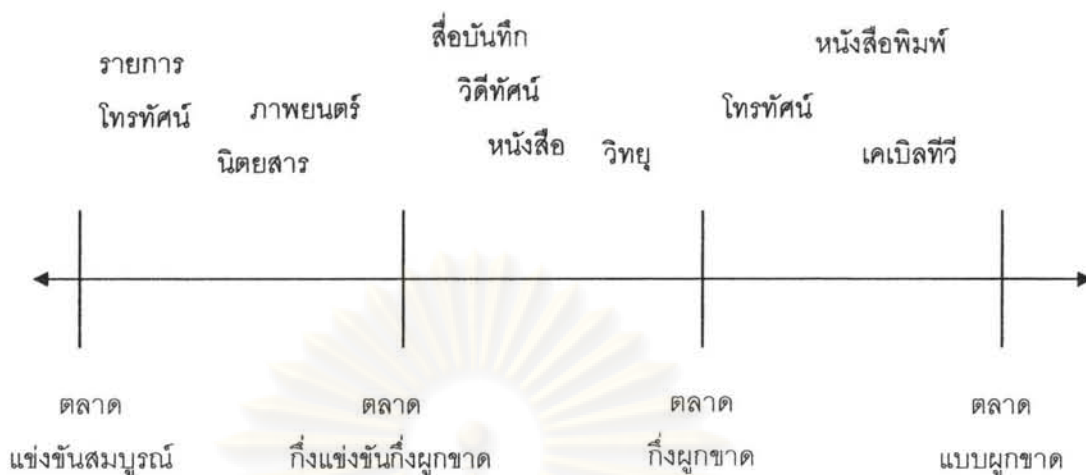 สื่อบันทึก
หนังสือพิมพ์
รายการ
วิดีทัศน์
โทรทัศน์
ภาพยนตร์
โทรทัศน์
หนังสือ
วิทยุ
นิตยสาร
เคเบิลทีวี
ตลาด
ตลาด
ตลาด
ตลาด
แข่งขันสมบูรณ์
กึ่งแข่งขันกึ่งผูกขาด
กึ่งผูกขาด
แบบผูกขาด